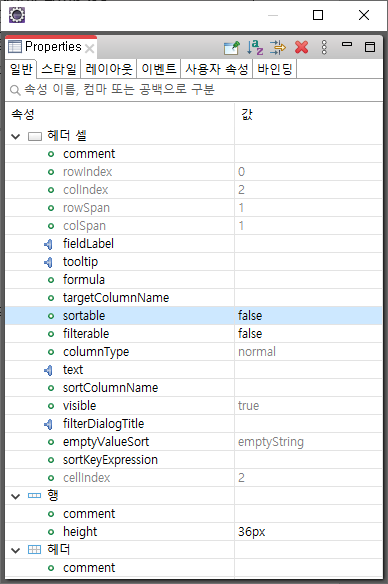 Properties
일반 스타일 레이아웃 이벤트 사용자 속성 바인딩
속성 이름, 컴마 또는 공백으로 구분
속성 값
헤더 셀
comment
rowIndex 0
colIndex 2
rowSpan 1
colSpan 1
fieldLabel
tooltip
formula
targetColumnName
sortable false
filterable false
columnType normal
text
sortColumnName
visible true
filterDialogTitle
emptyValueSort emptyString
sortKeyExpression
cellIndex 2
행
comment
height 36px
헤더
comment